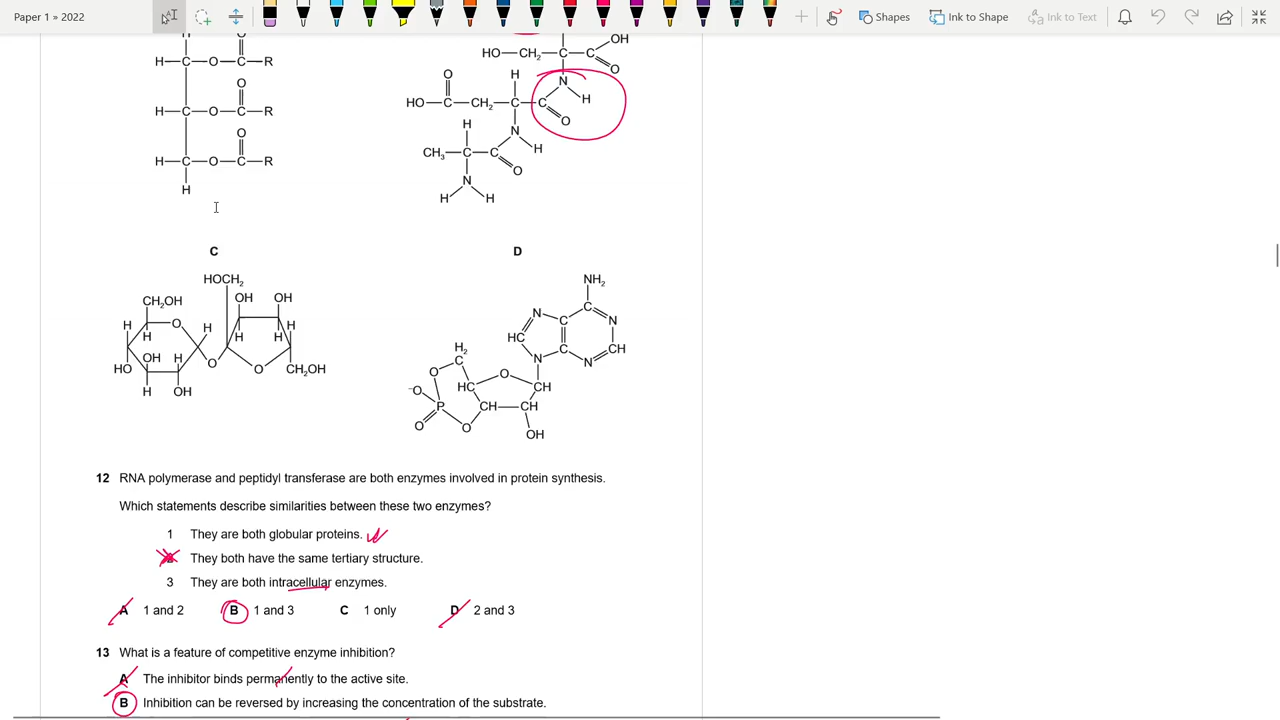 Paper 1 » 2022
Shapes
Ink to Shape
Ink to Text
H O O
H—C—O—C—R
O
H—C—O—C—R
O
H—C—O—C—R
H
OH
HO—CH2—C—C
O
N
H
O H
HO—C—CH2—C—C
O
H N
H
CH3—C—C
O
N
H H
C
D
HOCH2
CH2OH OH OH
H O H H
H H H
OH H
HO O O CH2OH
H OH
NH2
C
N C N
HC C CH
N N
H2
C
O O
⁻O HC CH
P CH—CH
O O
OH
12 RNA polymerase and peptidyl transferase are both enzymes involved in protein synthesis.
Which statements describe similarities between these two enzymes?
1 They are both globular proteins.
They both have the same tertiary structure.
3 They are both intracellular enzymes.
A 1 and 2 B 1 and 3 C 1 only D 2 and 3
13 What is a feature of competitive enzyme inhibition?
A The inhibitor binds permanently to the active site.
B Inhibition can be reversed by increasing the concentration of the substrate.